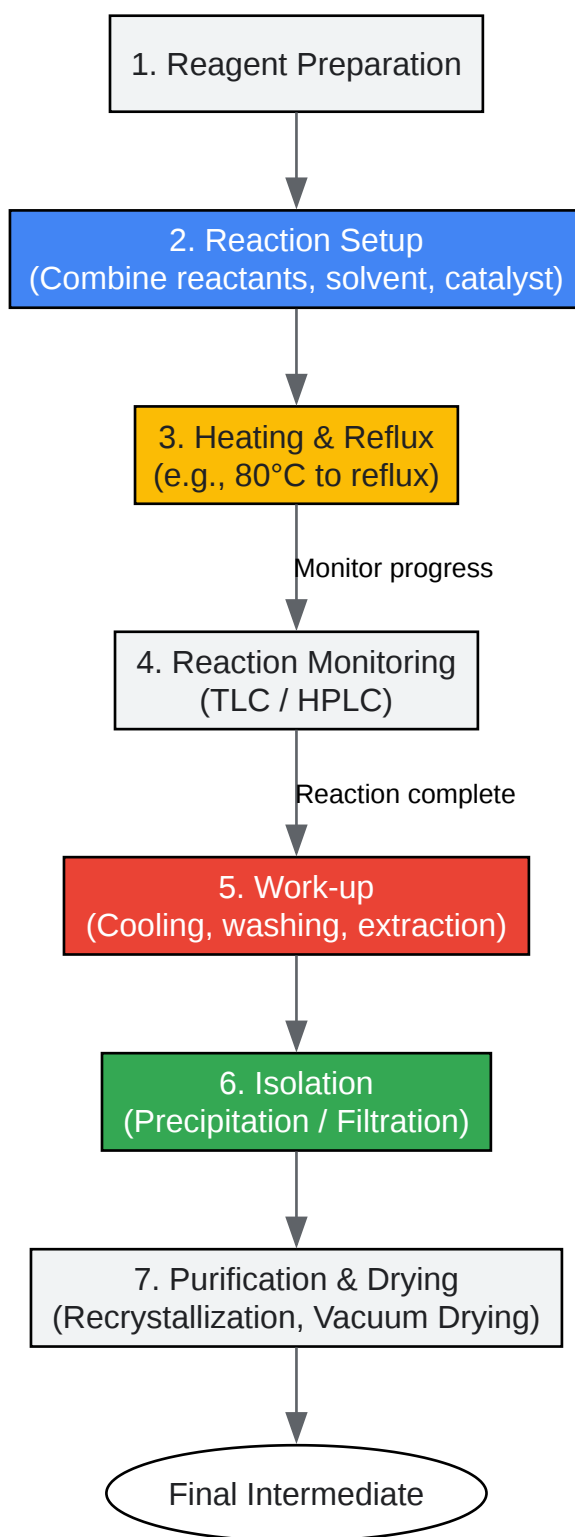 1. Reagent Preparation
2. Reaction Setup
(Combine reactants, solvent, catalyst)
3. Heating & Reflux
(e.g., 80°C to reflux)
Monitor progress
4. Reaction Monitoring
(TLC / HPLC)
Reaction complete
5. Work-up
(Cooling, washing, extraction)
6. Isolation
(Precipitation / Filtration)
7. Purification & Drying
(Recrystallization, Vacuum Drying)
Final Intermediate